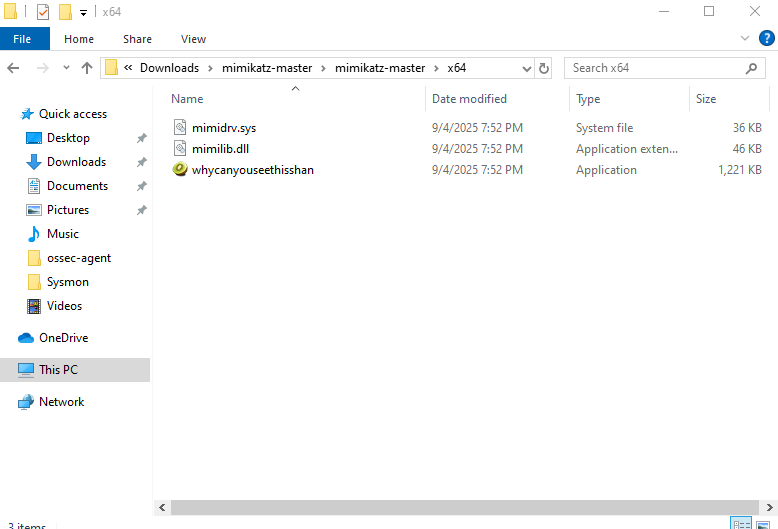 x64
File Home Share View
« Downloads > mimikatz-master > mimikatz-master > x64
Search x64
Name Date modified Type Size
Quick access
Desktop
Downloads
Documents
Pictures
Music
ossec-agent
Sysmon
Videos
OneDrive
This PC
Network
mimidrv.sys 9/4/2025 7:52 PM System file 36 KB
mimilib.dll 9/4/2025 7:52 PM Application exten... 46 KB
whycanyouseethisshan 9/4/2025 7:52 PM Application 1,221 KB
3 items